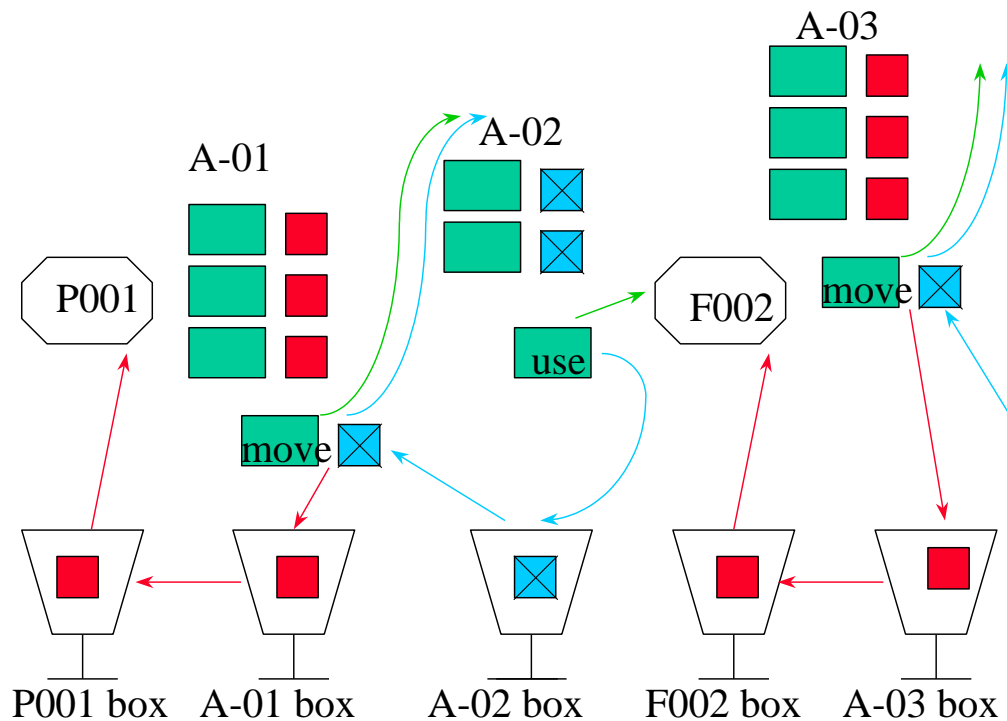 A-03
A-02
A-01
P001
F002
move
use
move
P001 box
A-01 box
A-02 box
F002 box
A-03 box